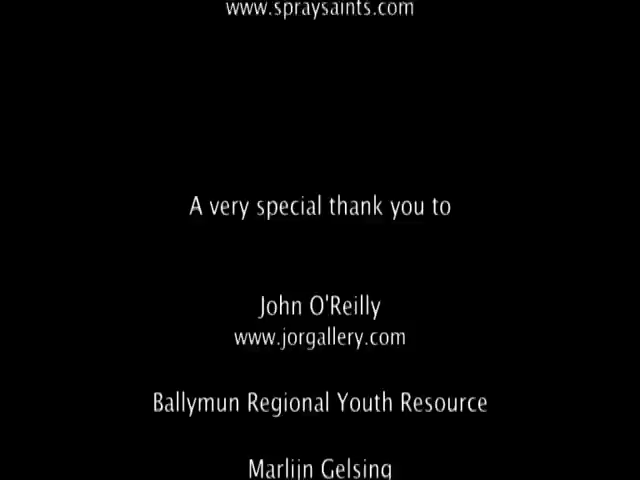 www.spraysaints.com
A very special thank you to
John O'Reilly
www.jorgallery.com
Ballymun Regional Youth Resource
Marlijn Gelsing